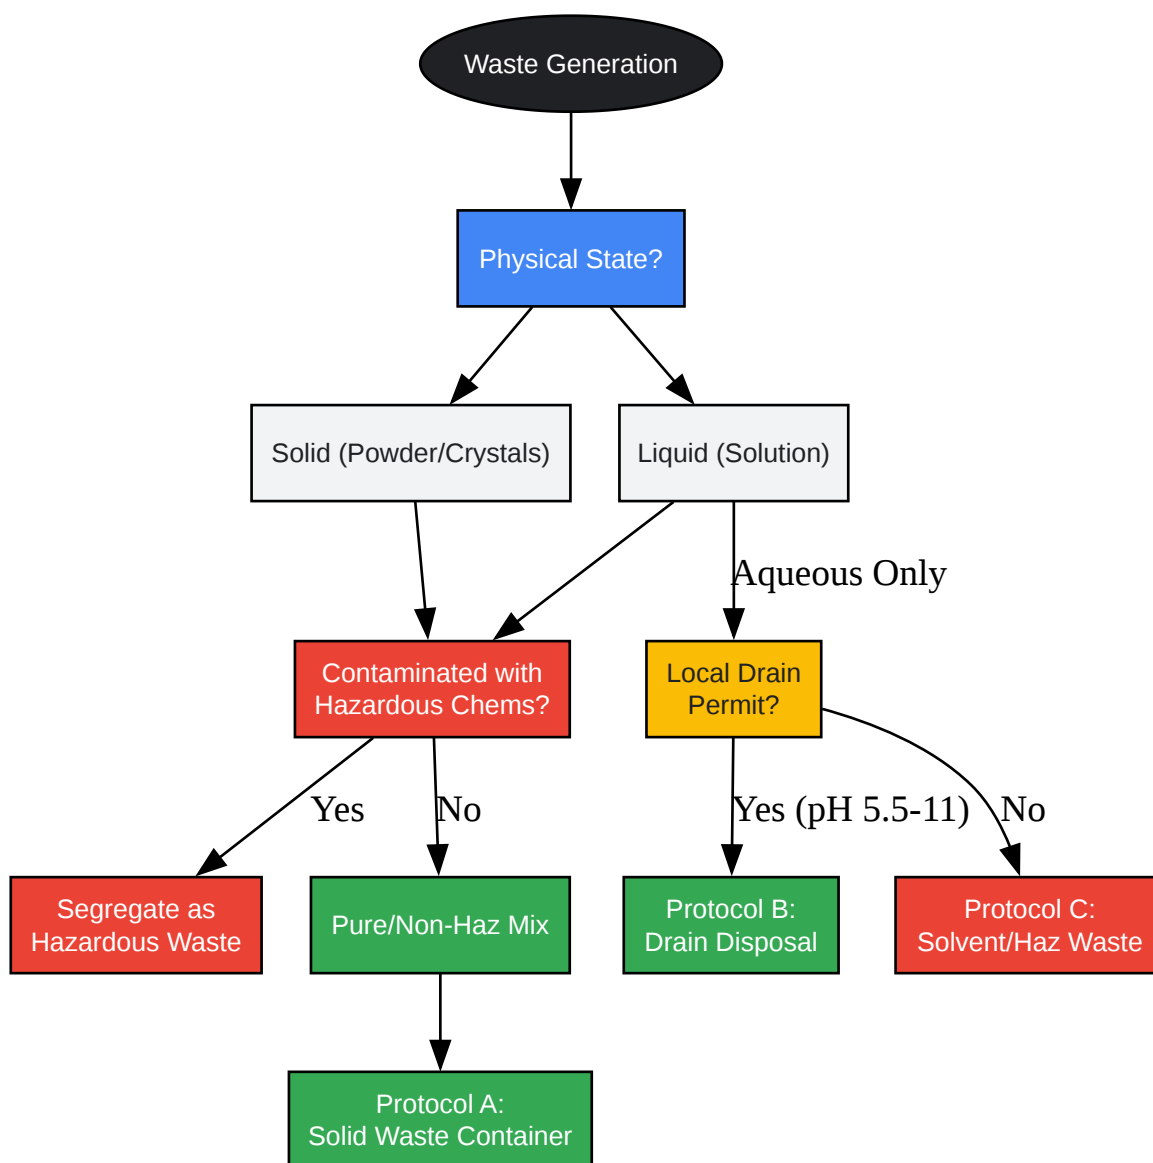 Waste Generation
Physical State?
Solid (Powder/Crystals)
Liquid (Solution)
Aqueous Only
Contaminated with
Hazardous Chems?
Local Drain
Permit?
Yes
No
Yes (pH 5.5-11)
No
Segregate as
Hazardous Waste
Pure/Non-Haz Mix
Protocol B:
Drain Disposal
Protocol C:
Solvent/Haz Waste
Protocol A:
Solid Waste Container